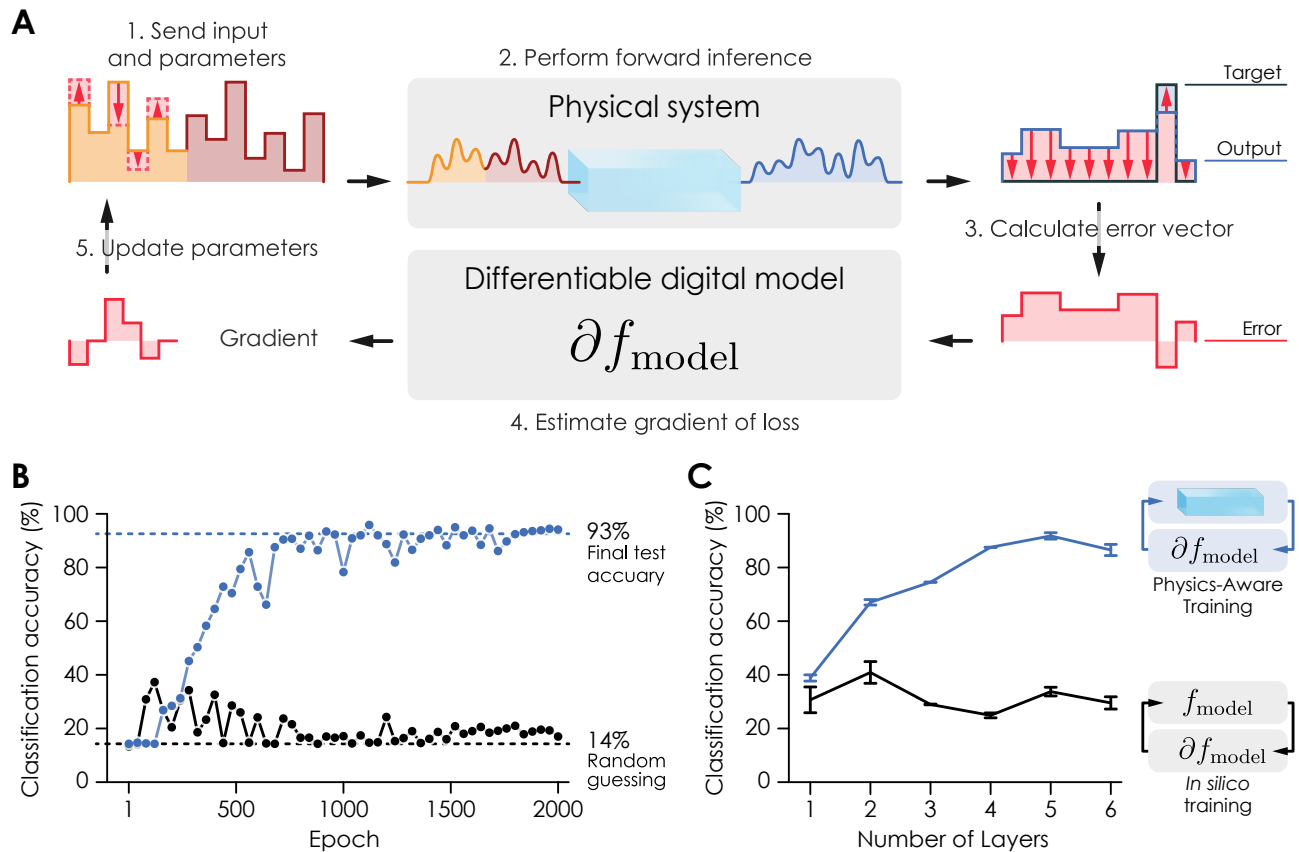 A
1. Send input
and parameters
2. Perform forward inference
Physical system
Target
Output
3. Calculate error vector
5. Update parameters
Differentiable digital model
∂f_model
Gradient
Error
4. Estimate gradient of loss
B
Classification accuracy (%)
100
80
60
40
20
0
1
500
1000
1500
2000
Epoch
93%
Final test
accuary
14%
Random
guessing
C
Classification accuracy (%)
100
80
60
40
20
0
1
2
3
4
5
6
Number of Layers
∂f_model
Physics-Aware
Training
f_model
∂f_model
In silico
training